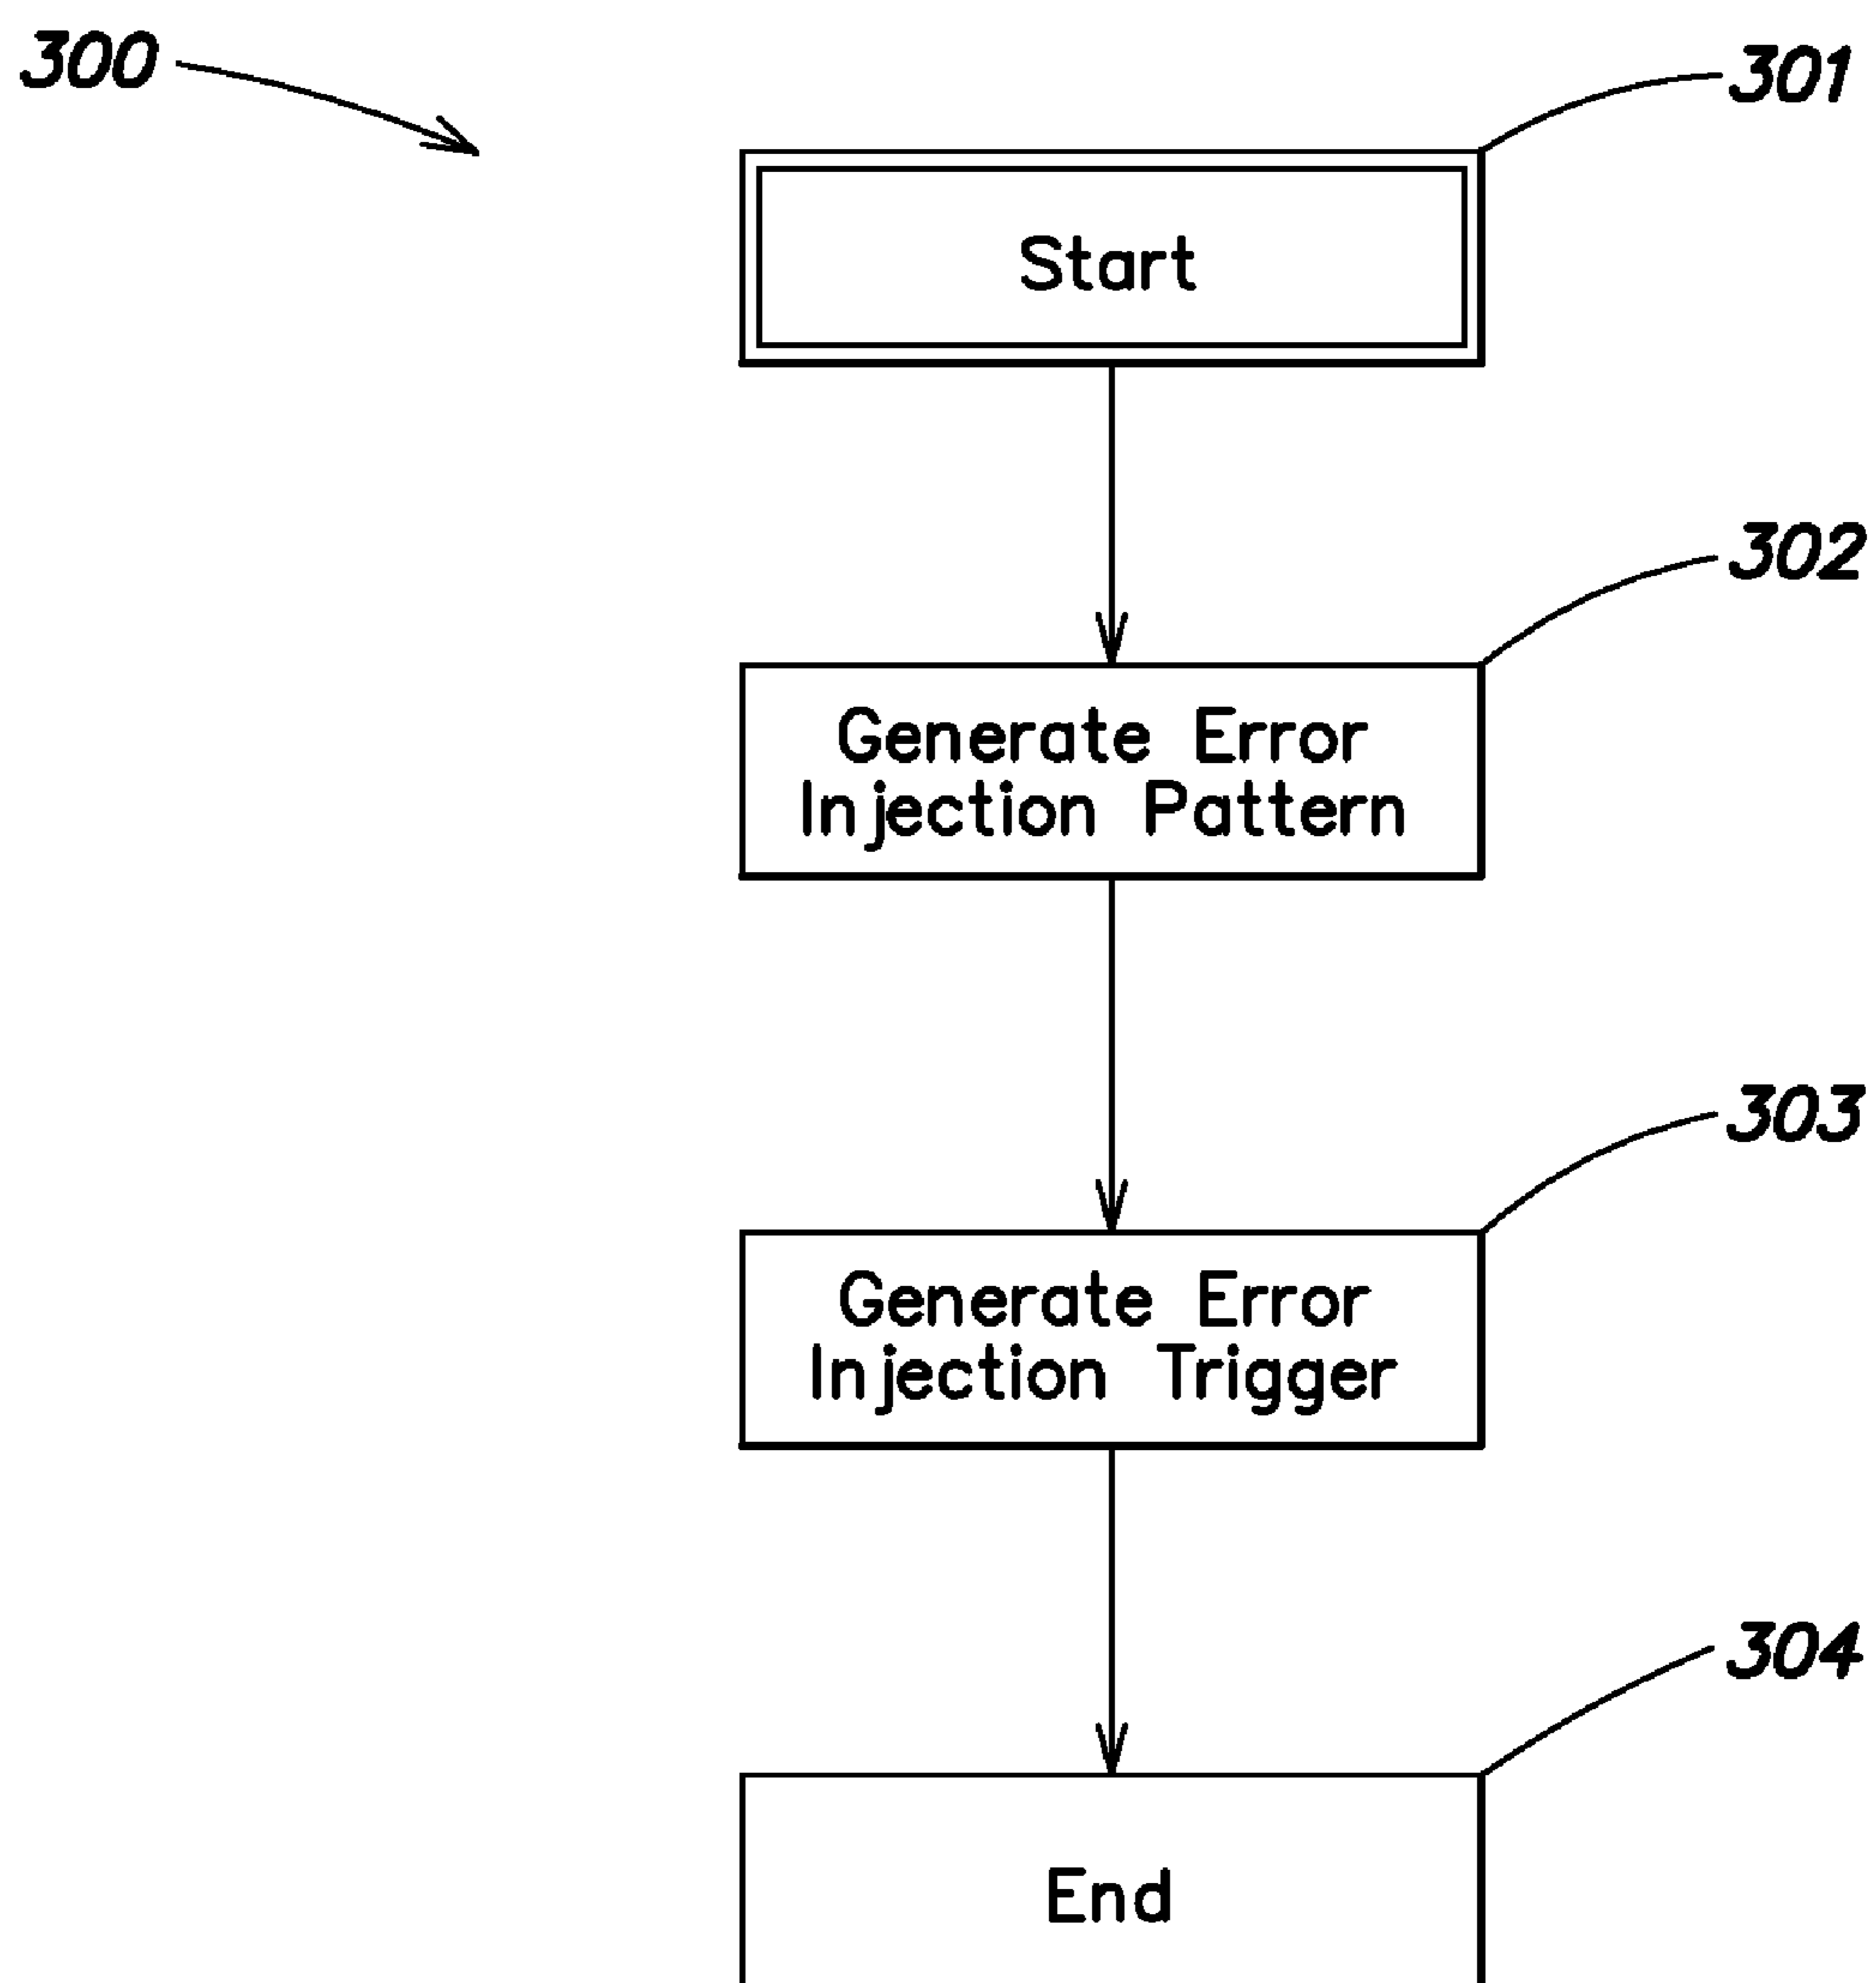 300
301
Start
302
Generate Error
Injection Pattern
303
Generate Error
Injection Trigger
304
End